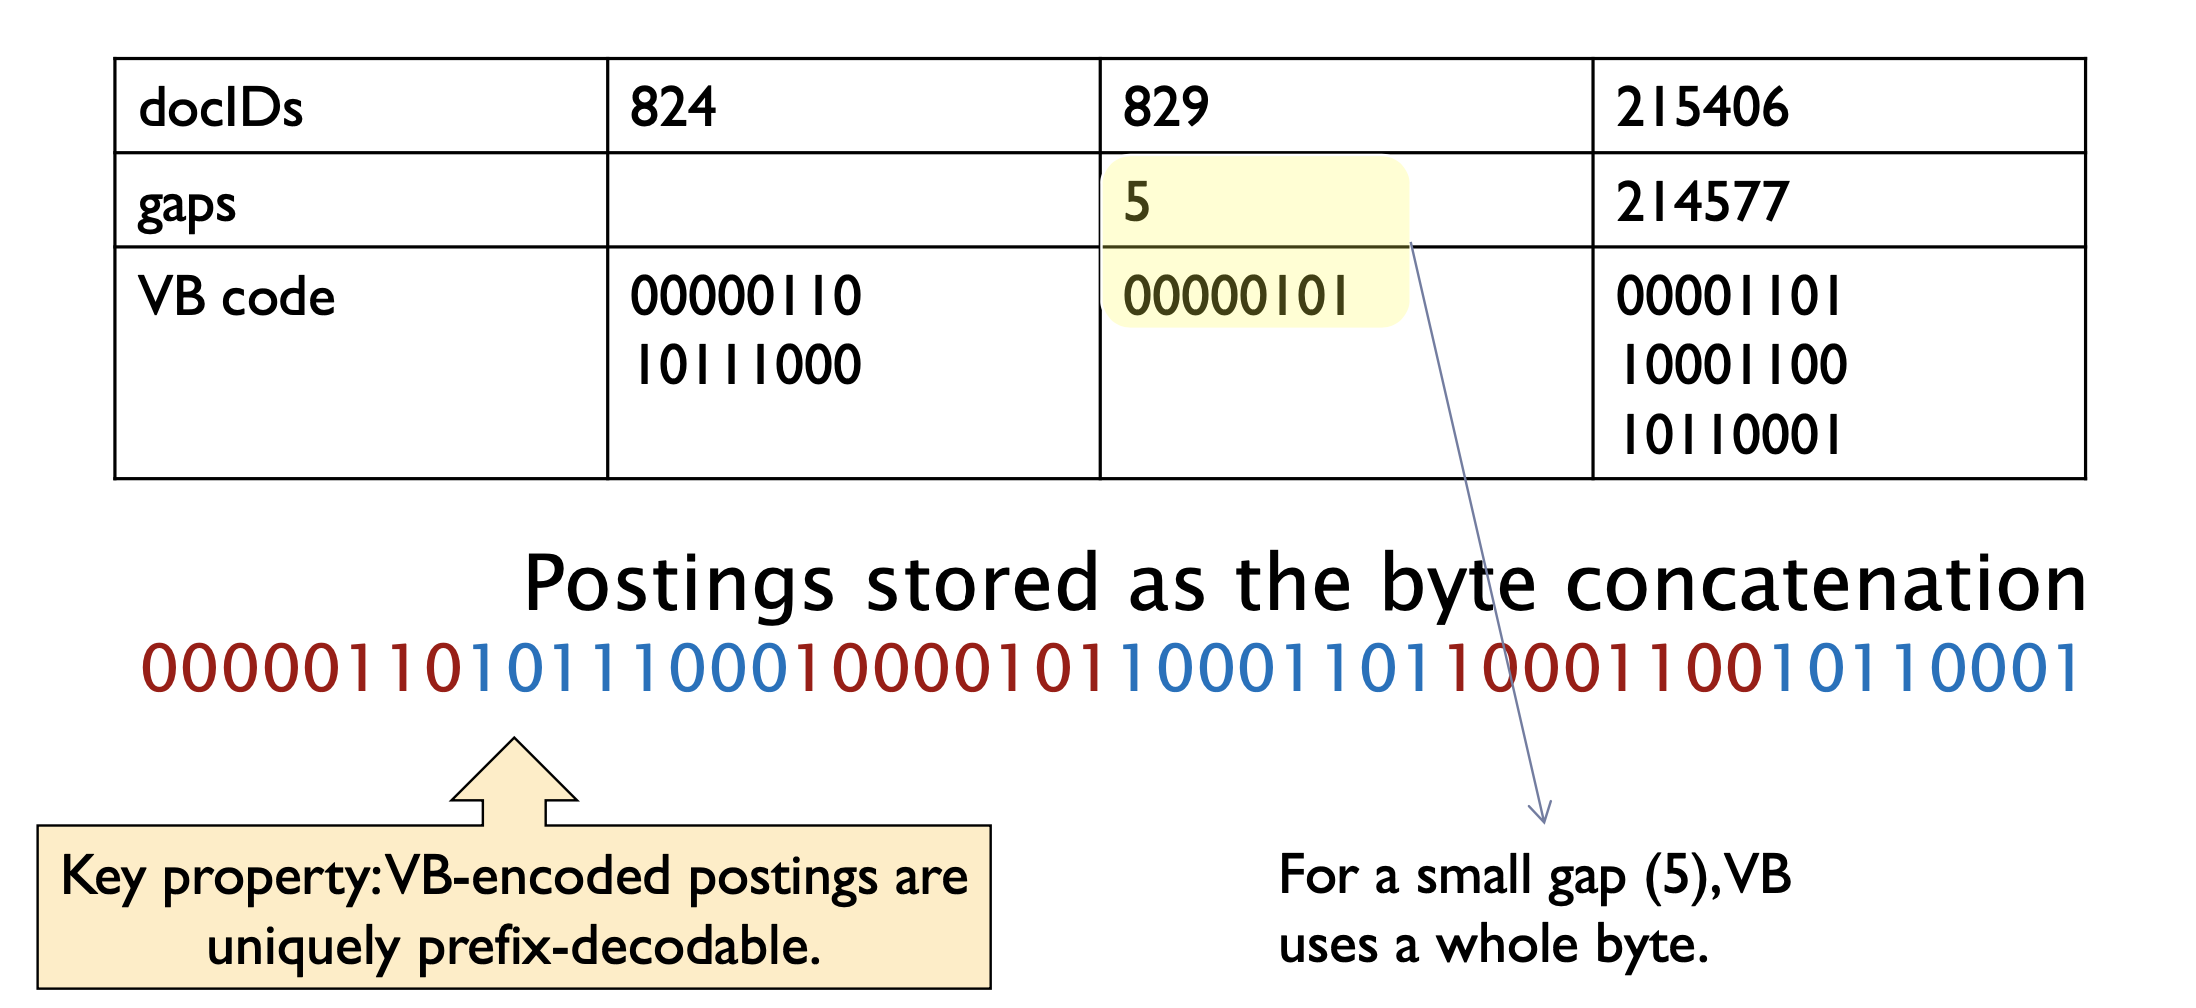 docIDs 824 829 215406
gaps 5 214577
VB code 00000110 00000101 00001101
10111000 10001100
10110001
Postings stored as the byte concatenation
000001101011100010000101100011011000110010110001
Key property: VB-encoded postings are
uniquely prefix-decodable.
For a small gap (5), VB
uses a whole byte.